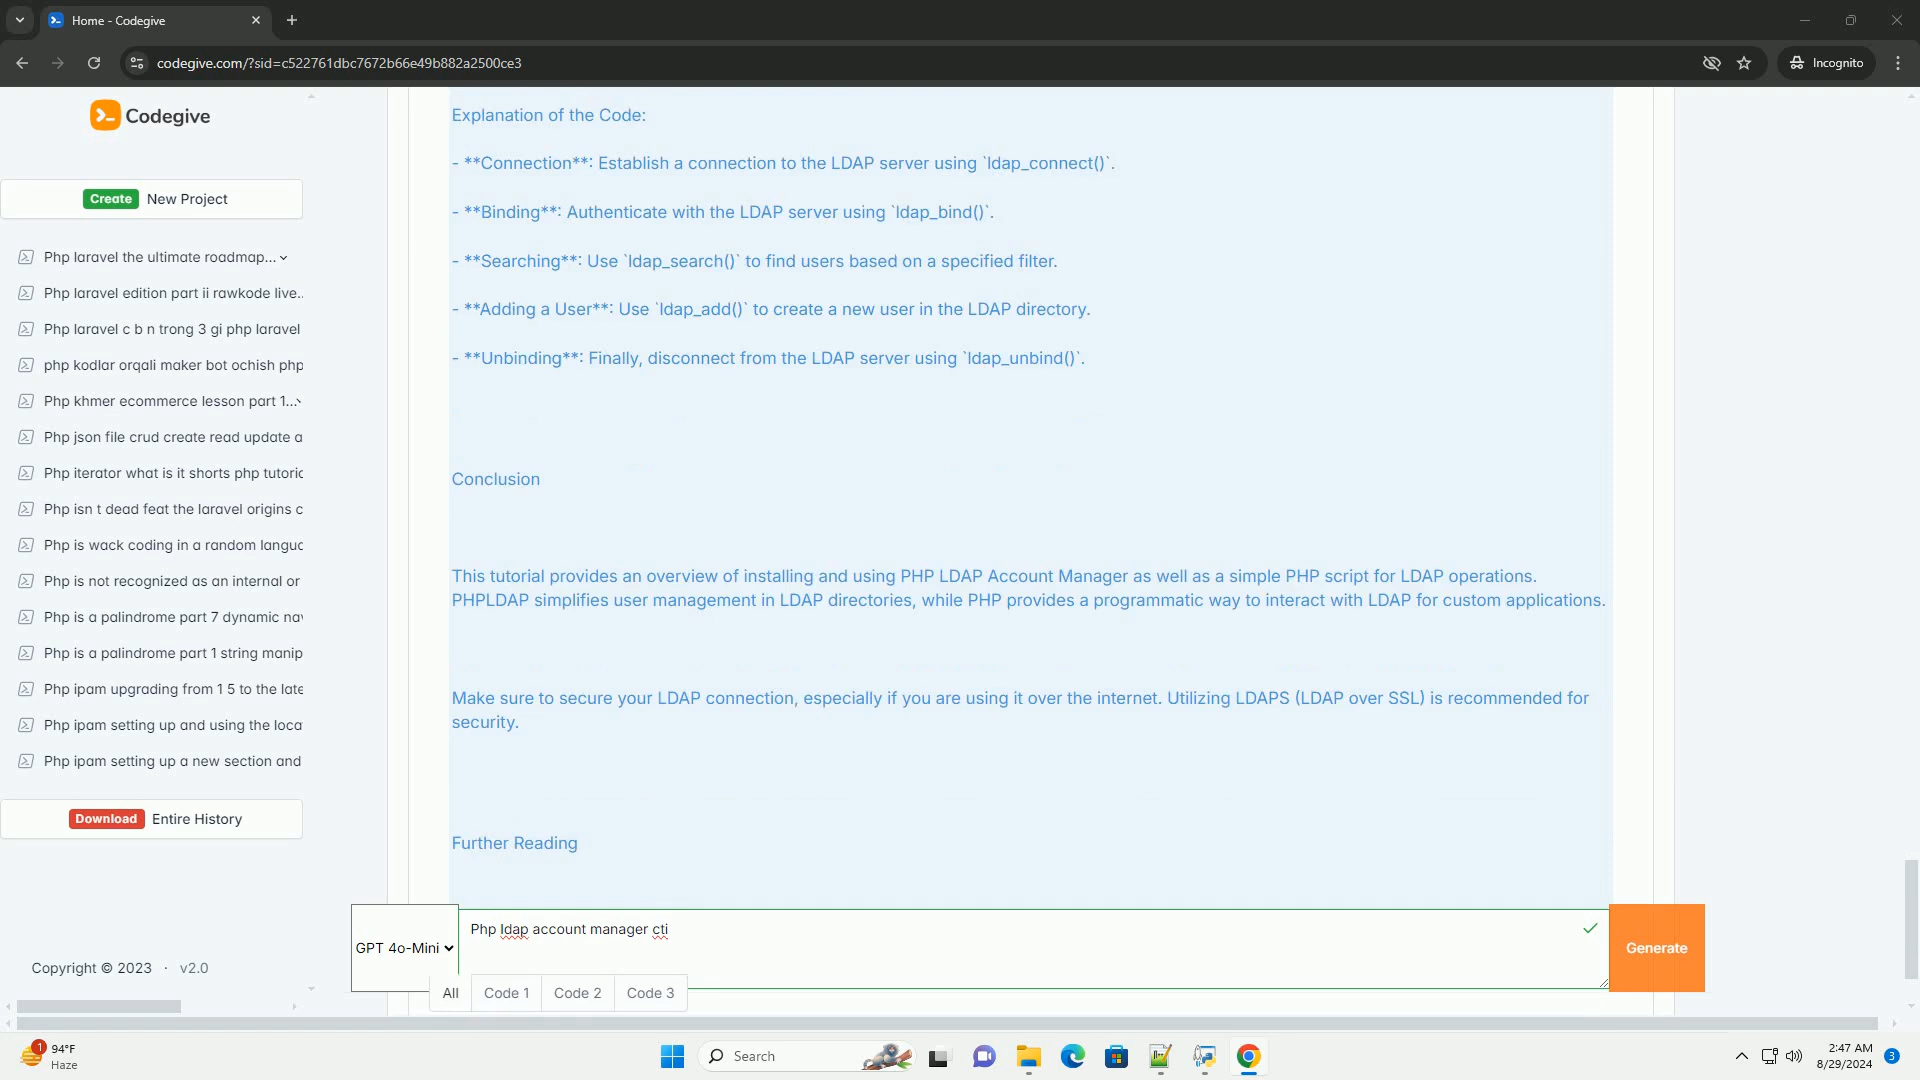 Home - Codegive
codegive.com/?sid=c522761dbc7672b66e49b882a2500ce3
Incognito
Codegive
Create New Project
Php laravel the ultimate roadmap...
Php laravel edition part ii rawkode live..
Php laravel c b n trong 3 gi php laravel
php kodlar orqali maker bot ochish php
Php khmer ecommerce lesson part 1...
Php json file crud create read update a
Php iterator what is it shorts php tutoric
Php isn t dead feat the laravel origins c
Php is wack coding in a random langua
Php is not recognized as an internal or
Php is a palindrome part 7 dynamic nav
Php is a palindrome part 1 string manip
Php ipam upgrading from 1 5 to the late
Php ipam setting up and using the loca
Php ipam setting up a new section and
Download Entire History
Copyright © 2023 · v2.0
Explanation of the Code:
- **Connection**: Establish a connection to the LDAP server using `ldap_connect()`.
- **Binding**: Authenticate with the LDAP server using `ldap_bind()`.
- **Searching**: Use `ldap_search()` to find users based on a specified filter.
- **Adding a User**: Use `ldap_add()` to create a new user in the LDAP directory.
- **Unbinding**: Finally, disconnect from the LDAP server using `ldap_unbind()`.
Conclusion
This tutorial provides an overview of installing and using PHP LDAP Account Manager as well as a simple PHP script for LDAP operations.
PHPLDAP simplifies user management in LDAP directories, while PHP provides a programmatic way to interact with LDAP for custom applications.
Make sure to secure your LDAP connection, especially if you are using it over the internet. Utilizing LDAPS (LDAP over SSL) is recommended for
security.
Further Reading
GPT 4o-Mini
Php ldap account manager cti
Generate
All Code 1 Code 2 Code 3
1
94°F
Haze
Search
2:47 AM
8/29/2024
3